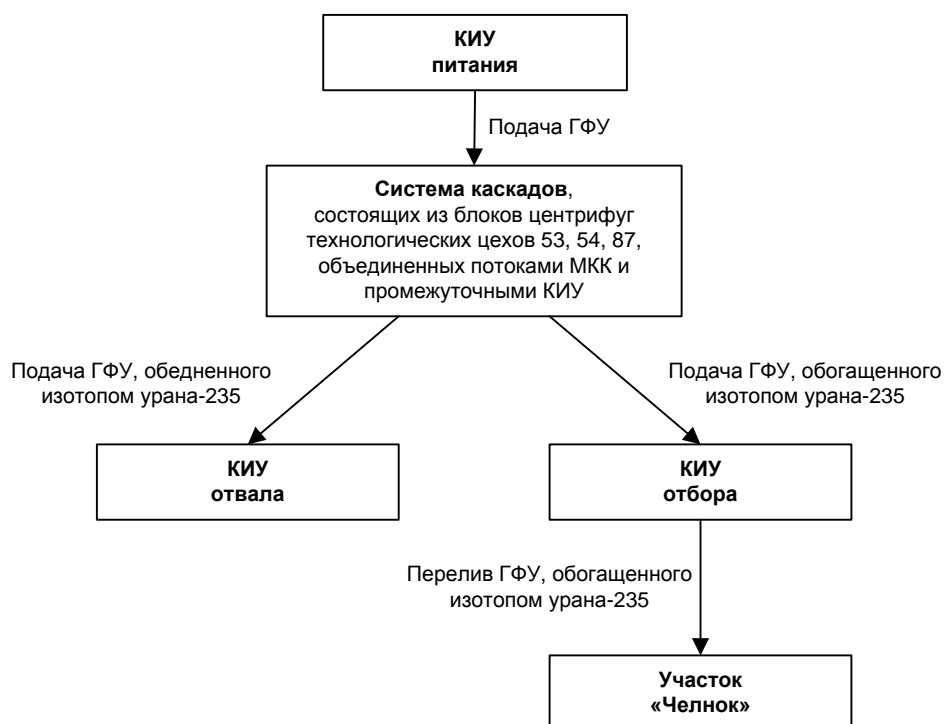 КИУ
питания
Подача ГФУ
Система каскадов,
состоящих из блоков центрифуг
технологических цехов 53, 54, 87,
объединенных потоками МКК и
промежуточными КИУ
Подача ГФУ, обедненного
изотопом урана-235
Подача ГФУ, обогащенного
изотопом урана-235
КИУ
отвала
КИУ
отбора
Перелив ГФУ, обогащенного
изотопом урана-235
Участок
«Челнок»